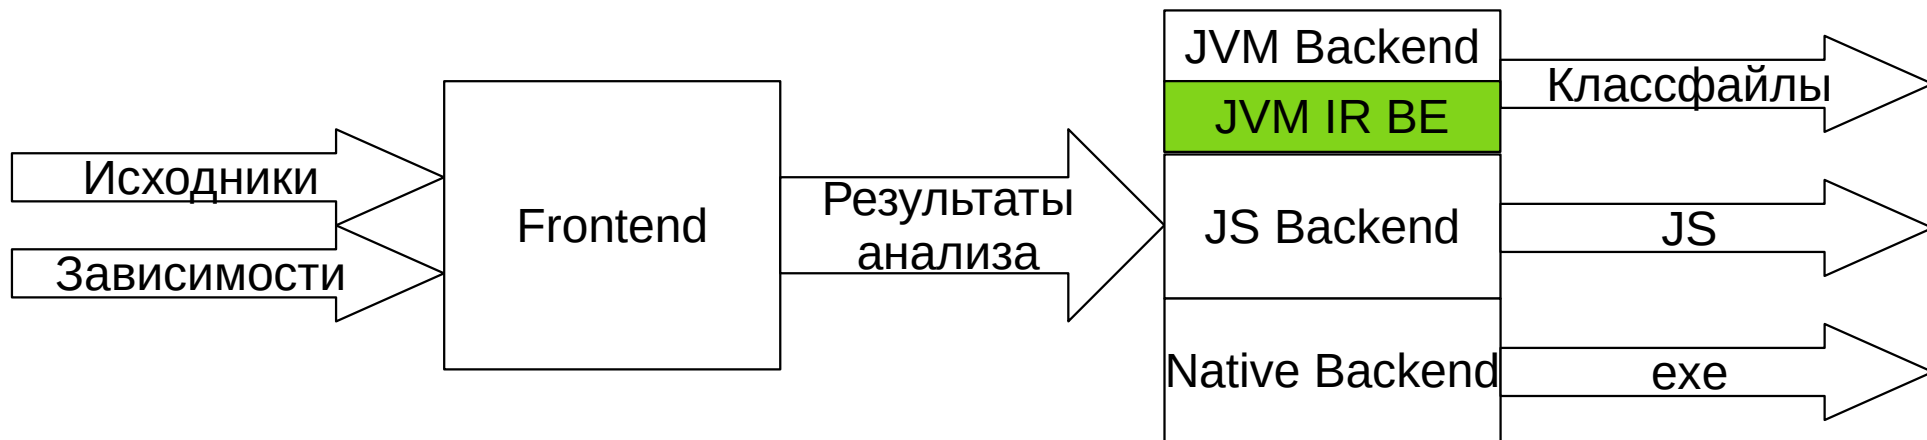 Исходники
Зависимости
Frontend
Результаты
анализа
JVM Backend
JVM IR BE
JS Backend
Native Backend
Классфайлы
JS
exe